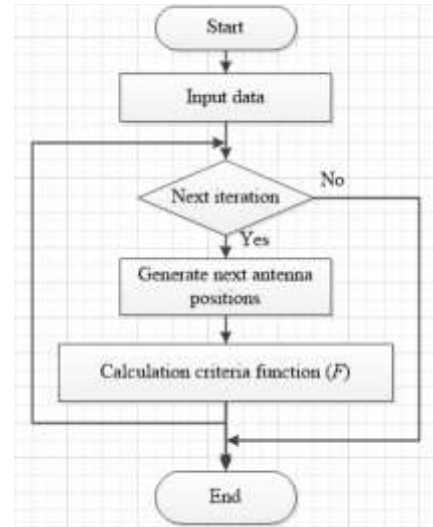 Start
Input data
Next iteration
No
Yes
Generate next antenna
positions
Calculation criteria function (F)
End